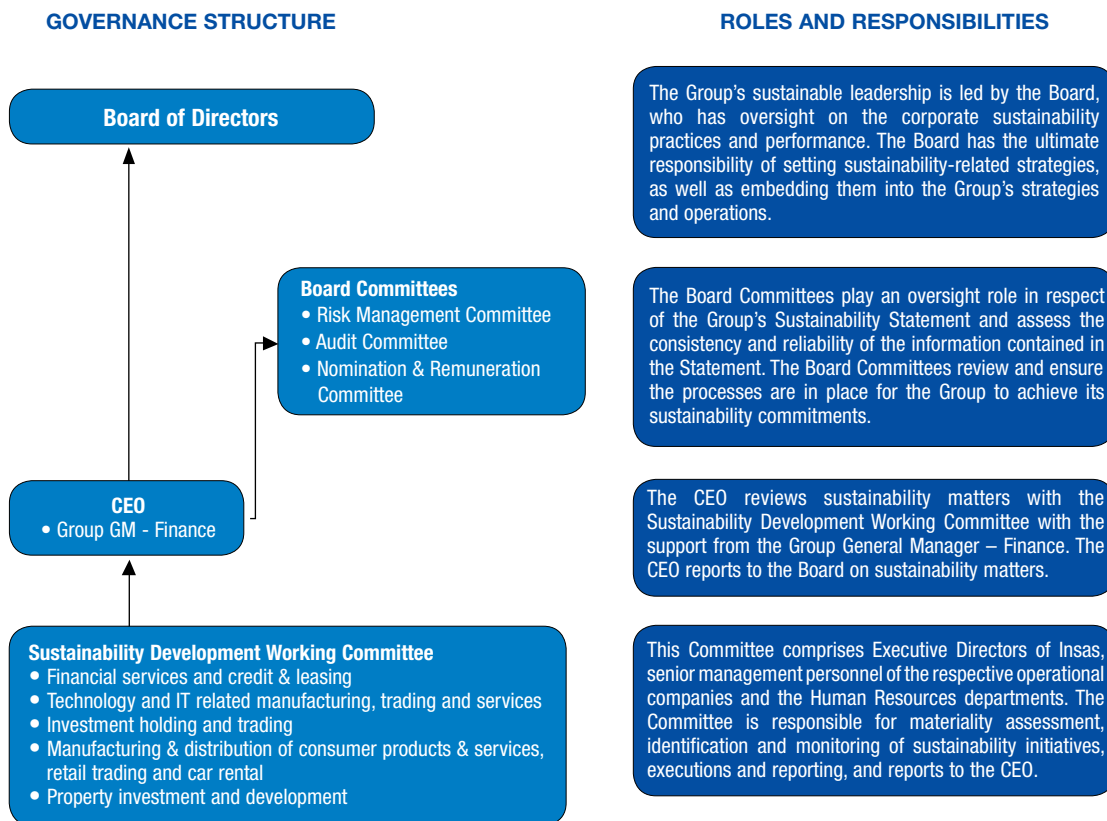 GOVERNANCE STRUCTURE
ROLES AND RESPONSIBILITIES
Board of Directors
The Group's sustainable leadership is led by the Board,
who has oversight on the corporate sustainability
practices and performance. The Board has the ultimate
responsibility of setting sustainability-related strategies,
as well as embedding them into the Group's strategies
and operations.
Board Committees
• Risk Management Committee
• Audit Committee
• Nomination & Remuneration
Committee
The Board Committees play an oversight role in respect
of the Group's Sustainability Statement and assess the
consistency and reliability of the information contained in
the Statement. The Board Committees review and ensure
the processes are in place for the Group to achieve its
sustainability commitments.
CEO
• Group GM - Finance
The CEO reviews sustainability matters with the
Sustainability Development Working Committee with the
support from the Group General Manager – Finance. The
CEO reports to the Board on sustainability matters.
Sustainability Development Working Committee
• Financial services and credit & leasing
• Technology and IT related manufacturing, trading and services
• Investment holding and trading
• Manufacturing & distribution of consumer products & services,
retail trading and car rental
• Property investment and development
This Committee comprises Executive Directors of Insas,
senior management personnel of the respective operational
companies and the Human Resources departments. The
Committee is responsible for materiality assessment,
identification and monitoring of sustainability initiatives,
executions and reporting, and reports to the CEO.